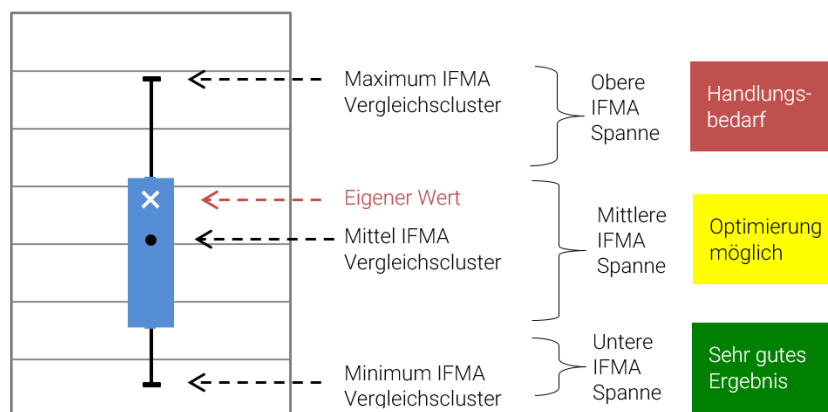 Maximum IFMA
Vergleichscluster
Obere
IFMA
Spanne
Handlungs-
bedarf
Eigener Wert
Mittel IFMA
Vergleichscluster
Mittlere
IFMA
Spanne
Optimierung
möglich
Minimum IFMA
Vergleichscluster
Untere
IFMA
Spanne
Sehr gutes
Ergebnis